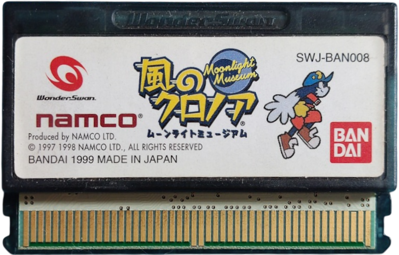 SWJ-BAN008
WonderSwan
風のクロノア
Moonlight
Museum
ムーンライトミュージアム
namco
Produced by NAMCO LTD.
© 1997 1998 NAMCO LTD., ALL RIGHTS RESERVED
BANDAI 1999 MADE IN JAPAN
BAN
DAI
WonderSwan